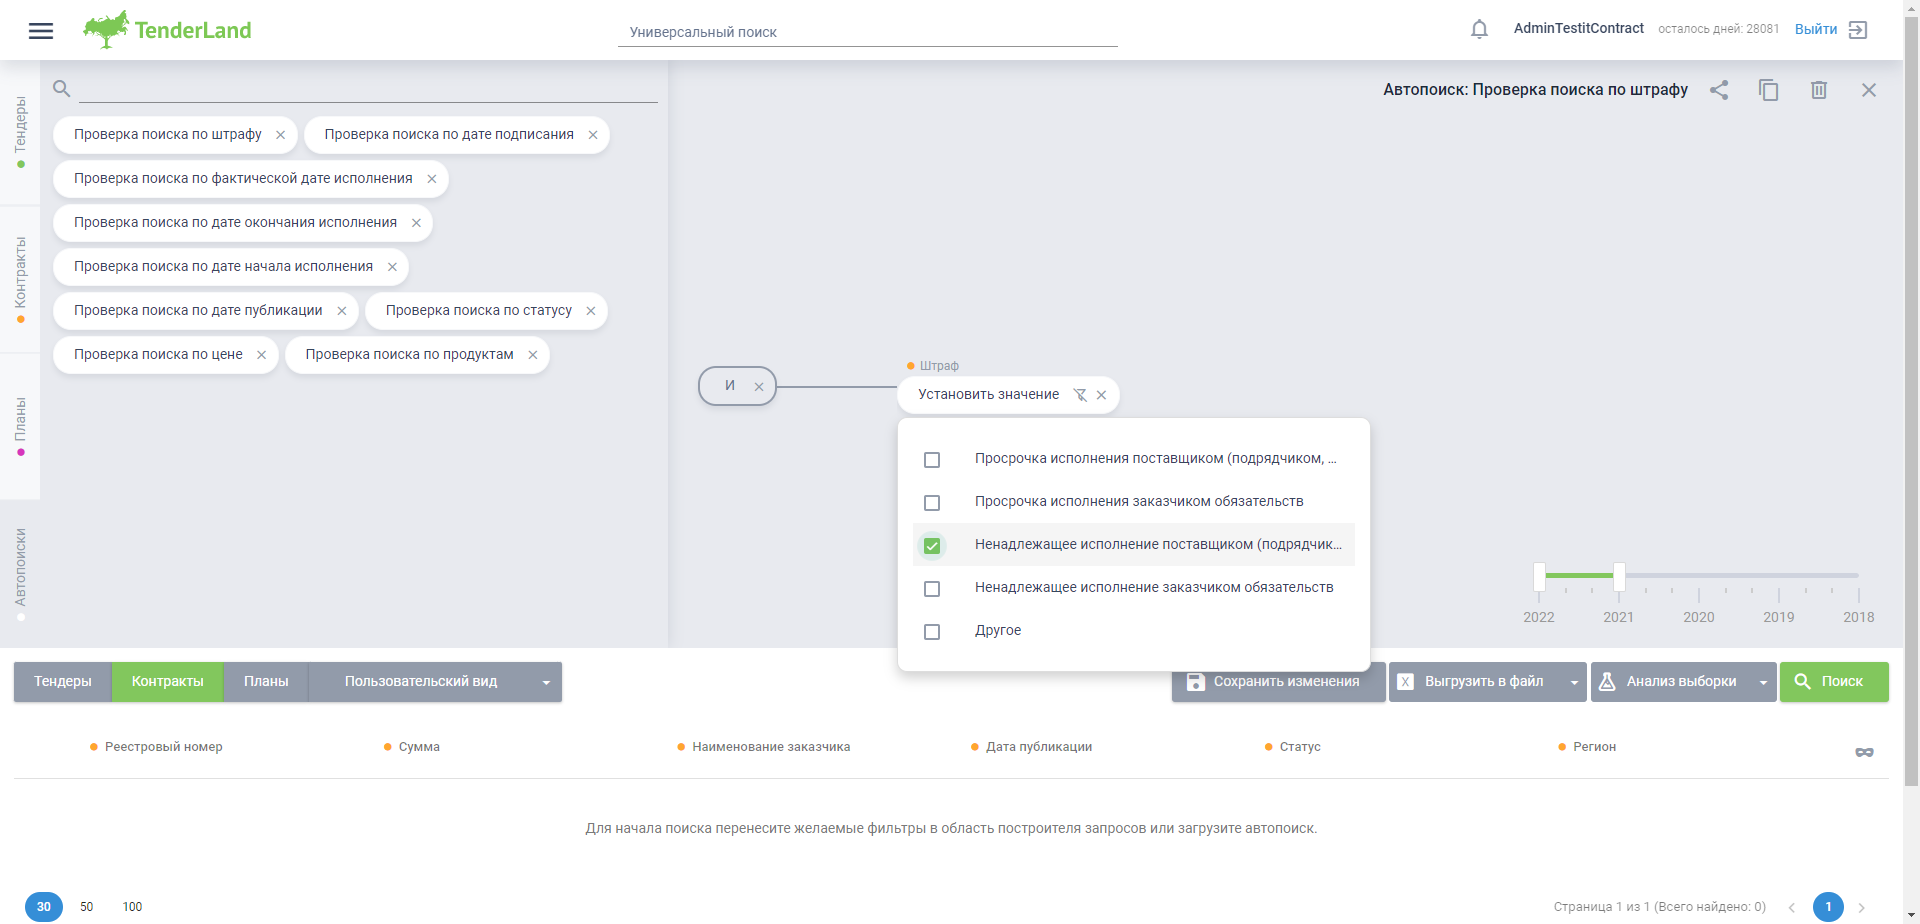 TenderLand
Универсальный поиск
AdminTestitContract
осталось дней: 28081
Выйти
Тендеры
Контракты
Планы
Автопоиски
Автопоиск: Проверка поиска по штрафу
Проверка поиска по штрафу
Проверка поиска по дате подписания
Проверка поиска по фактической дате исполнения
Проверка поиска по дате окончания исполнения
Проверка поиска по дате начала исполнения
Проверка поиска по дате публикации
Проверка поиска по статусу
Проверка поиска по цене
Проверка поиска по продуктам
И
Штраф
Установить значение
Просрочка исполнения поставщиком (подрядчиком, ...
Просрочка исполнения заказчиком обязательств
Ненадлежащее исполнение поставщиком (подрядчик...
Ненадлежащее исполнение заказчиком обязательств
Другое
2022 2021 2020 2019 2018
Тендеры Контракты Планы Пользовательский вид
Сохранить изменения
X Выгрузить в файл
Анализ выборки
Поиск
Реестровый номер Сумма Наименование заказчика Дата публикации Статус Регион
Для начала поиска перенесите желаемые фильтры в область построителя запросов или загрузите автопоиск.
30 50 100
Страница 1 из 1 (Всего найдено: 0)
1